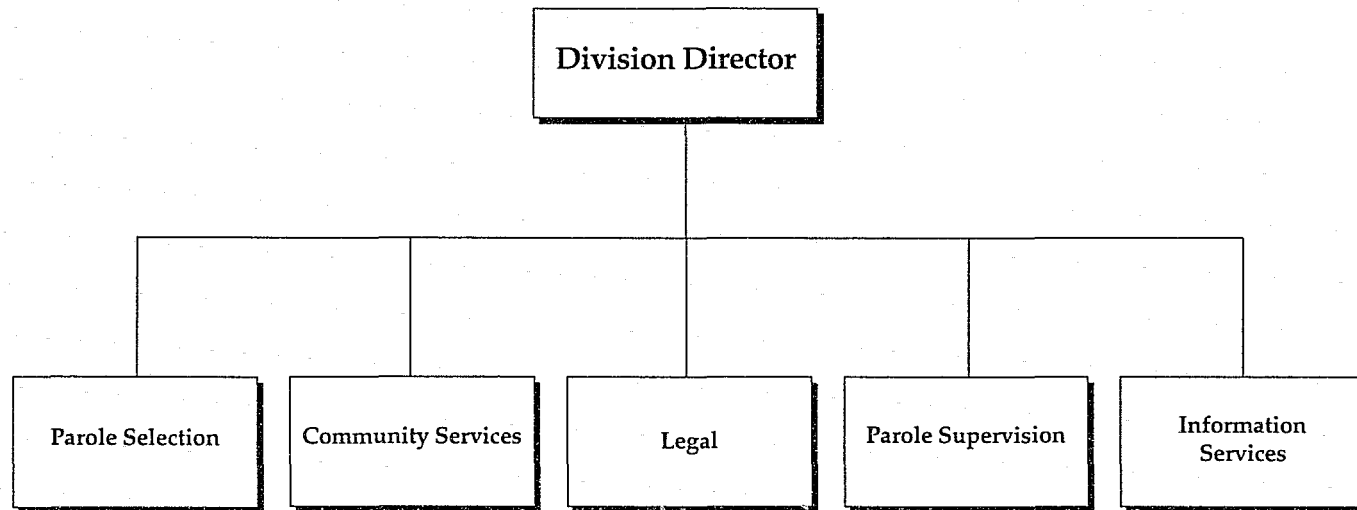 Division Director
Parole Selection
Community Services
Legal
Parole Supervision
Information
Services